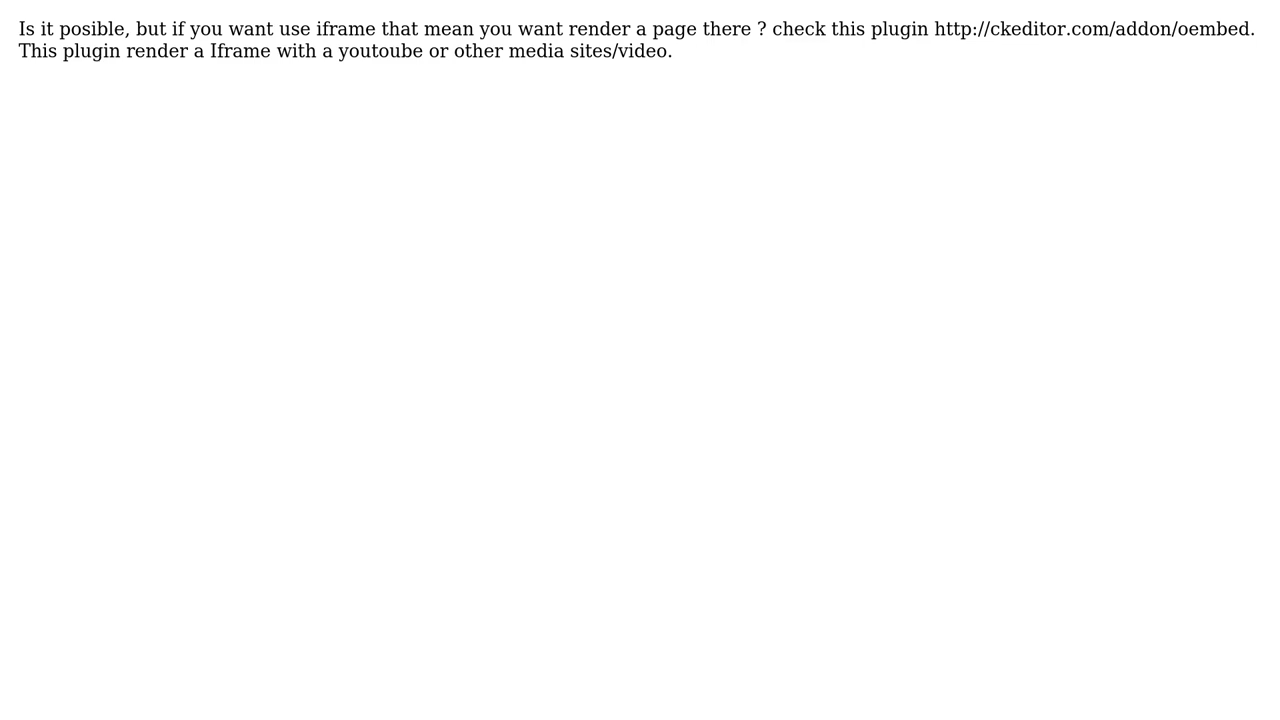 Is it posible, but if you want use iframe that mean you want render a page there ? check this plugin http://ckeditor.com/addon/oembed.
This plugin render a Iframe with a youtoube or other media sites/video.